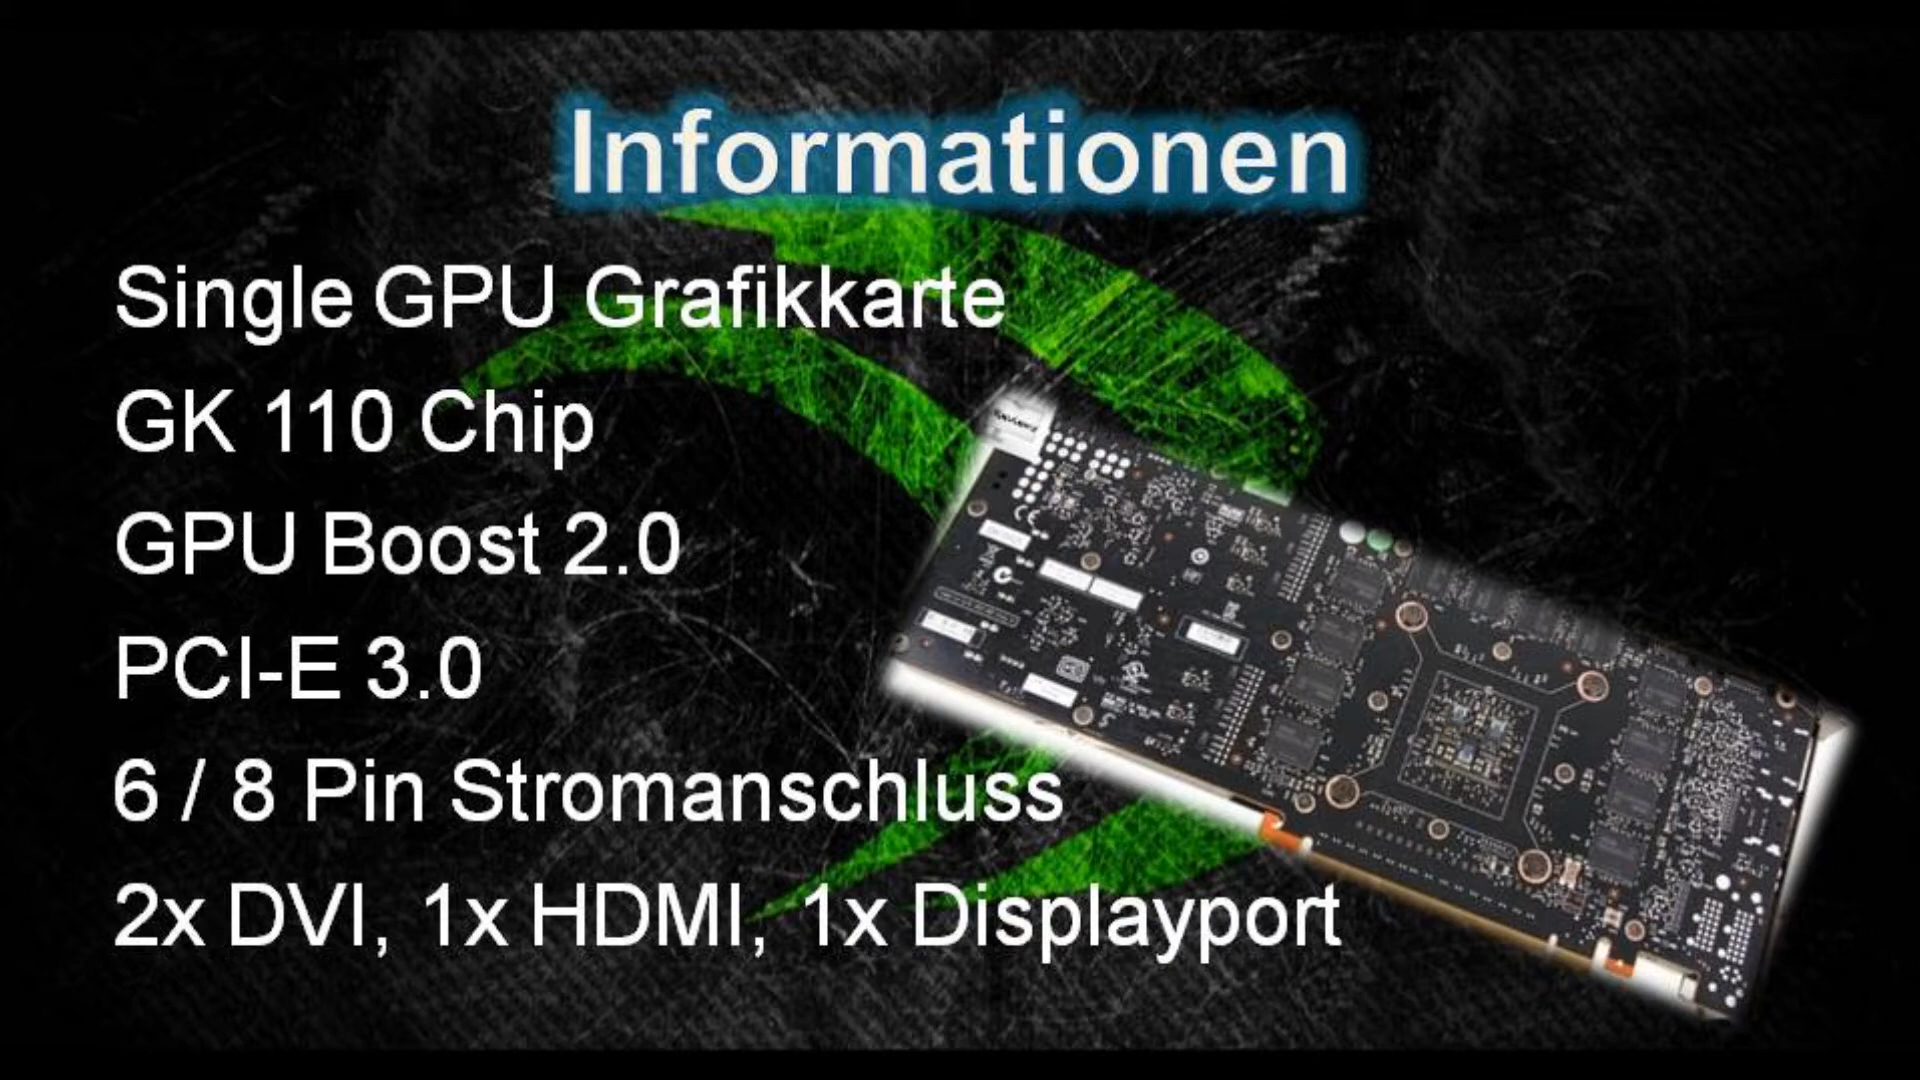 Informationen
Single GPU Grafikkarte
GK 110 Chip
GPU Boost 2.0
PCI-E 3.0
6 / 8 Pin Stromanschluss
2x DVI, 1x HDMI, 1x Displayport